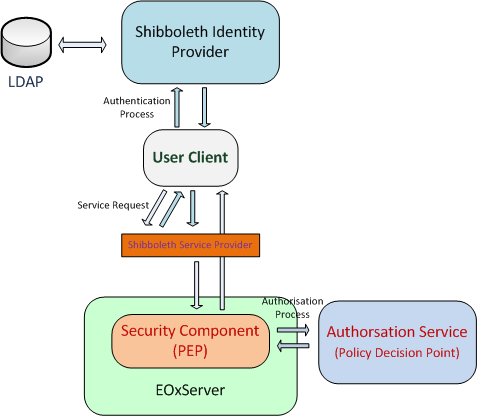 Shibboleth Identity
Provider
LDAP
Authentication
Process
User Client
Service Request
Shibboleth Service Provider
Authorisation
Process
Security Component
(PEP)
Authorsation Service
(Policy Decision Point)
EOxServer